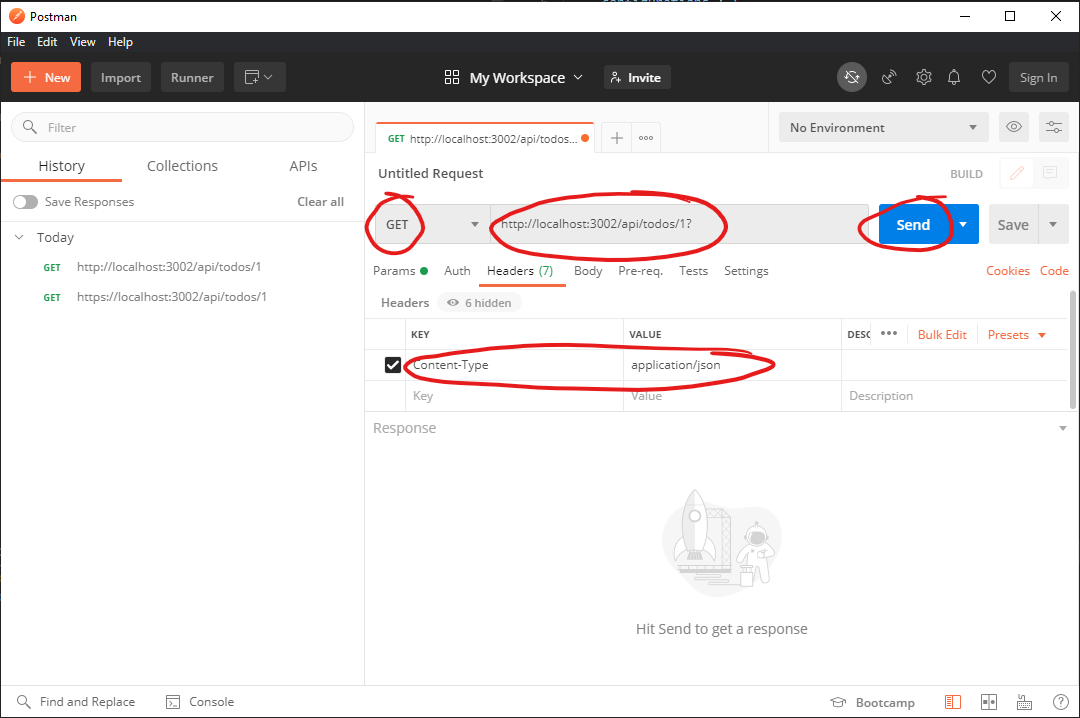 Postman
File Edit View Help
New Import Runner My Workspace Invite Sign In
Filter
History Collections APIs
Save Responses Clear all
Today
GET http://localhost:3002/api/todos/1
GET https://localhost:3002/api/todos/1
GET http://localhost:3002/api/todos... No Environment
Untitled Request BUILD
GET http://localhost:3002/api/todos/1? Send Save
Params Auth Headers (7) Body Pre-req. Tests Settings Cookies Code
Headers 6 hidden
KEY VALUE DESC Bulk Edit Presets
Content-Type application/json
Key Value Description
Response
Hit Send to get a response
Find and Replace Console Bootcamp